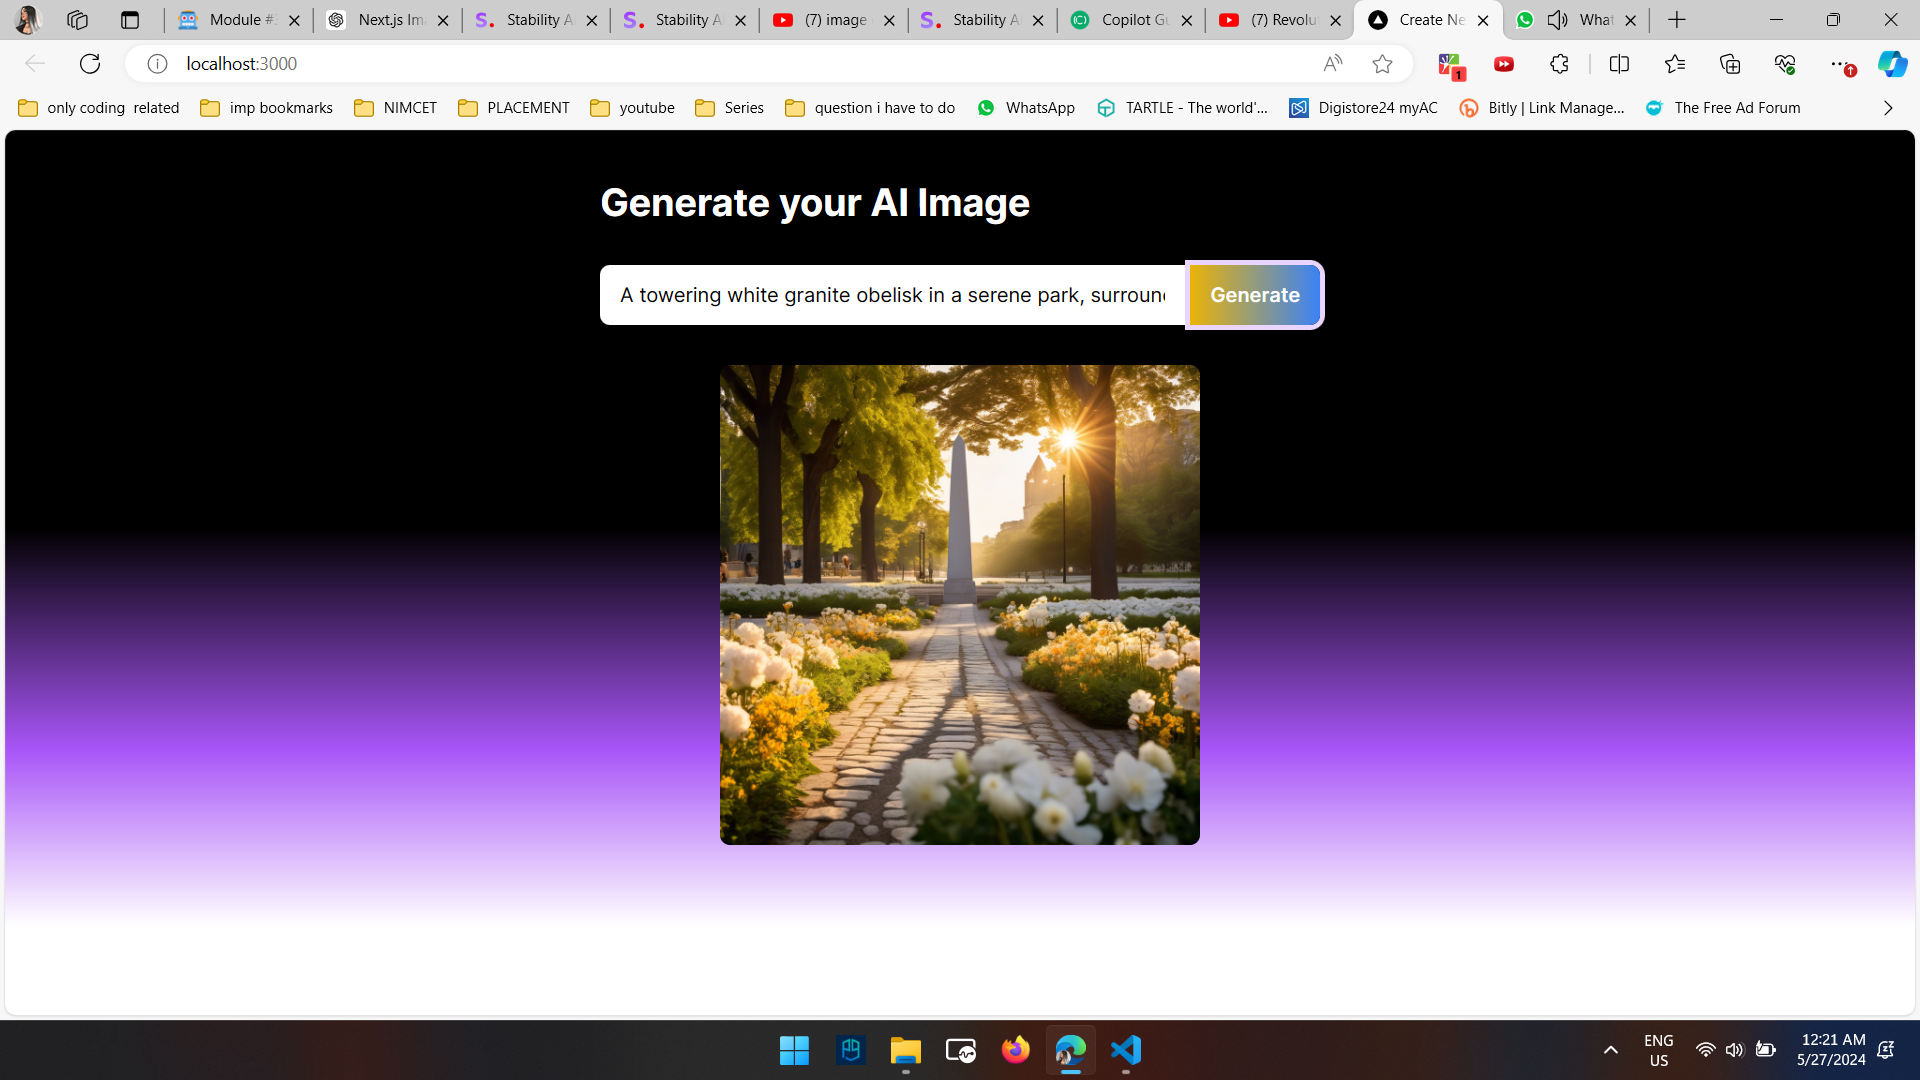 Module #
Next.js Im
Stability A
Stability A
(7) image
Stability A
Copilot Gu
(7) Revolu
Create Ne
What
localhost:3000
1
only coding related
imp bookmarks
NIMCET
PLACEMENT
youtube
Series
question i have to do
WhatsApp
TARTLE - The world'...
Digistore24 myAC
Bitly | Link Manage...
The Free Ad Forum
Generate your AI Image
A towering white granite obelisk in a serene park, surroun
Generate
ENG
US
12:21 AM
5/27/2024